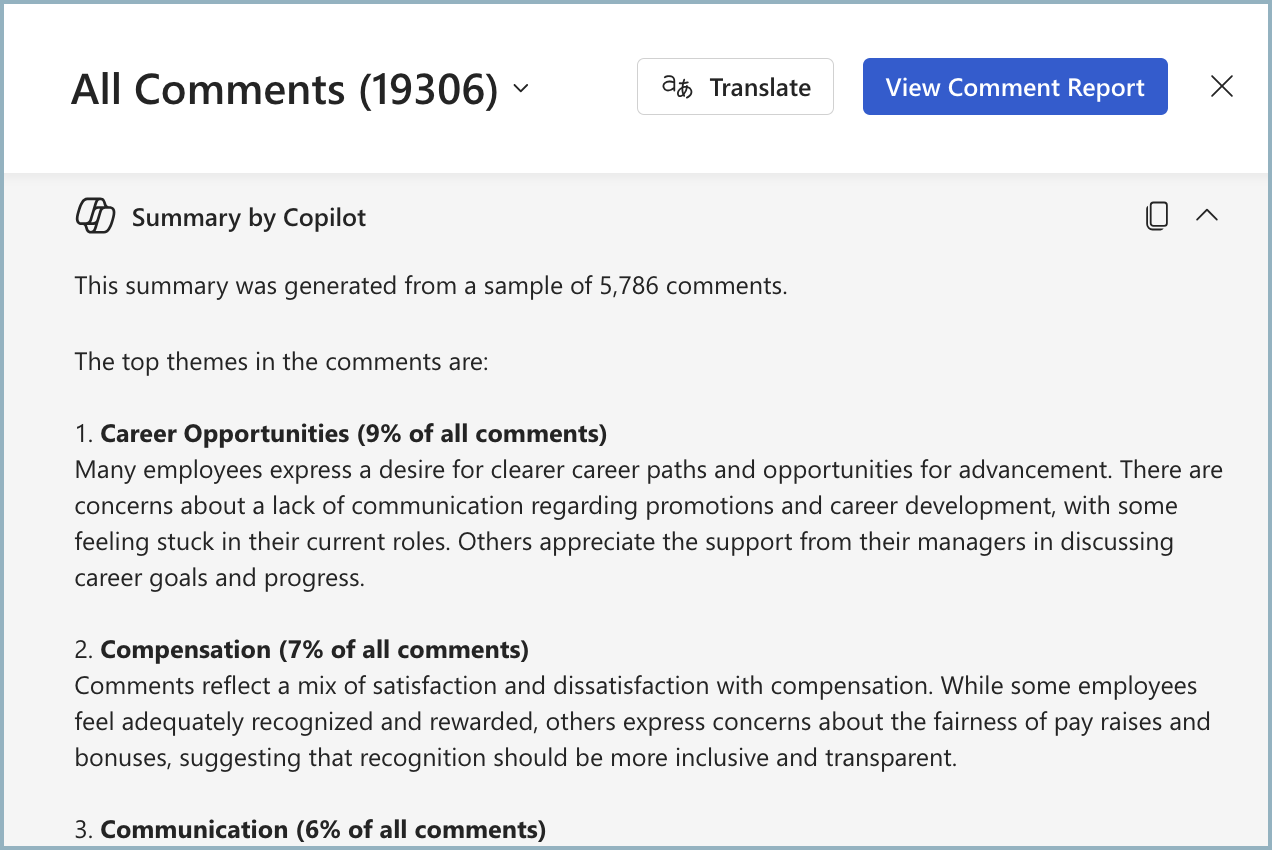 All Comments (19306)
aあ Translate
View Comment Report
Summary by Copilot
This summary was generated from a sample of 5,786 comments.
The top themes in the comments are:
1. Career Opportunities (9% of all comments)
Many employees express a desire for clearer career paths and opportunities for advancement. There are
concerns about a lack of communication regarding promotions and career development, with some
feeling stuck in their current roles. Others appreciate the support from their managers in discussing
career goals and progress.
2. Compensation (7% of all comments)
Comments reflect a mix of satisfaction and dissatisfaction with compensation. While some employees
feel adequately recognized and rewarded, others express concerns about the fairness of pay raises and
bonuses, suggesting that recognition should be more inclusive and transparent.
3. Communication (6% of all comments)